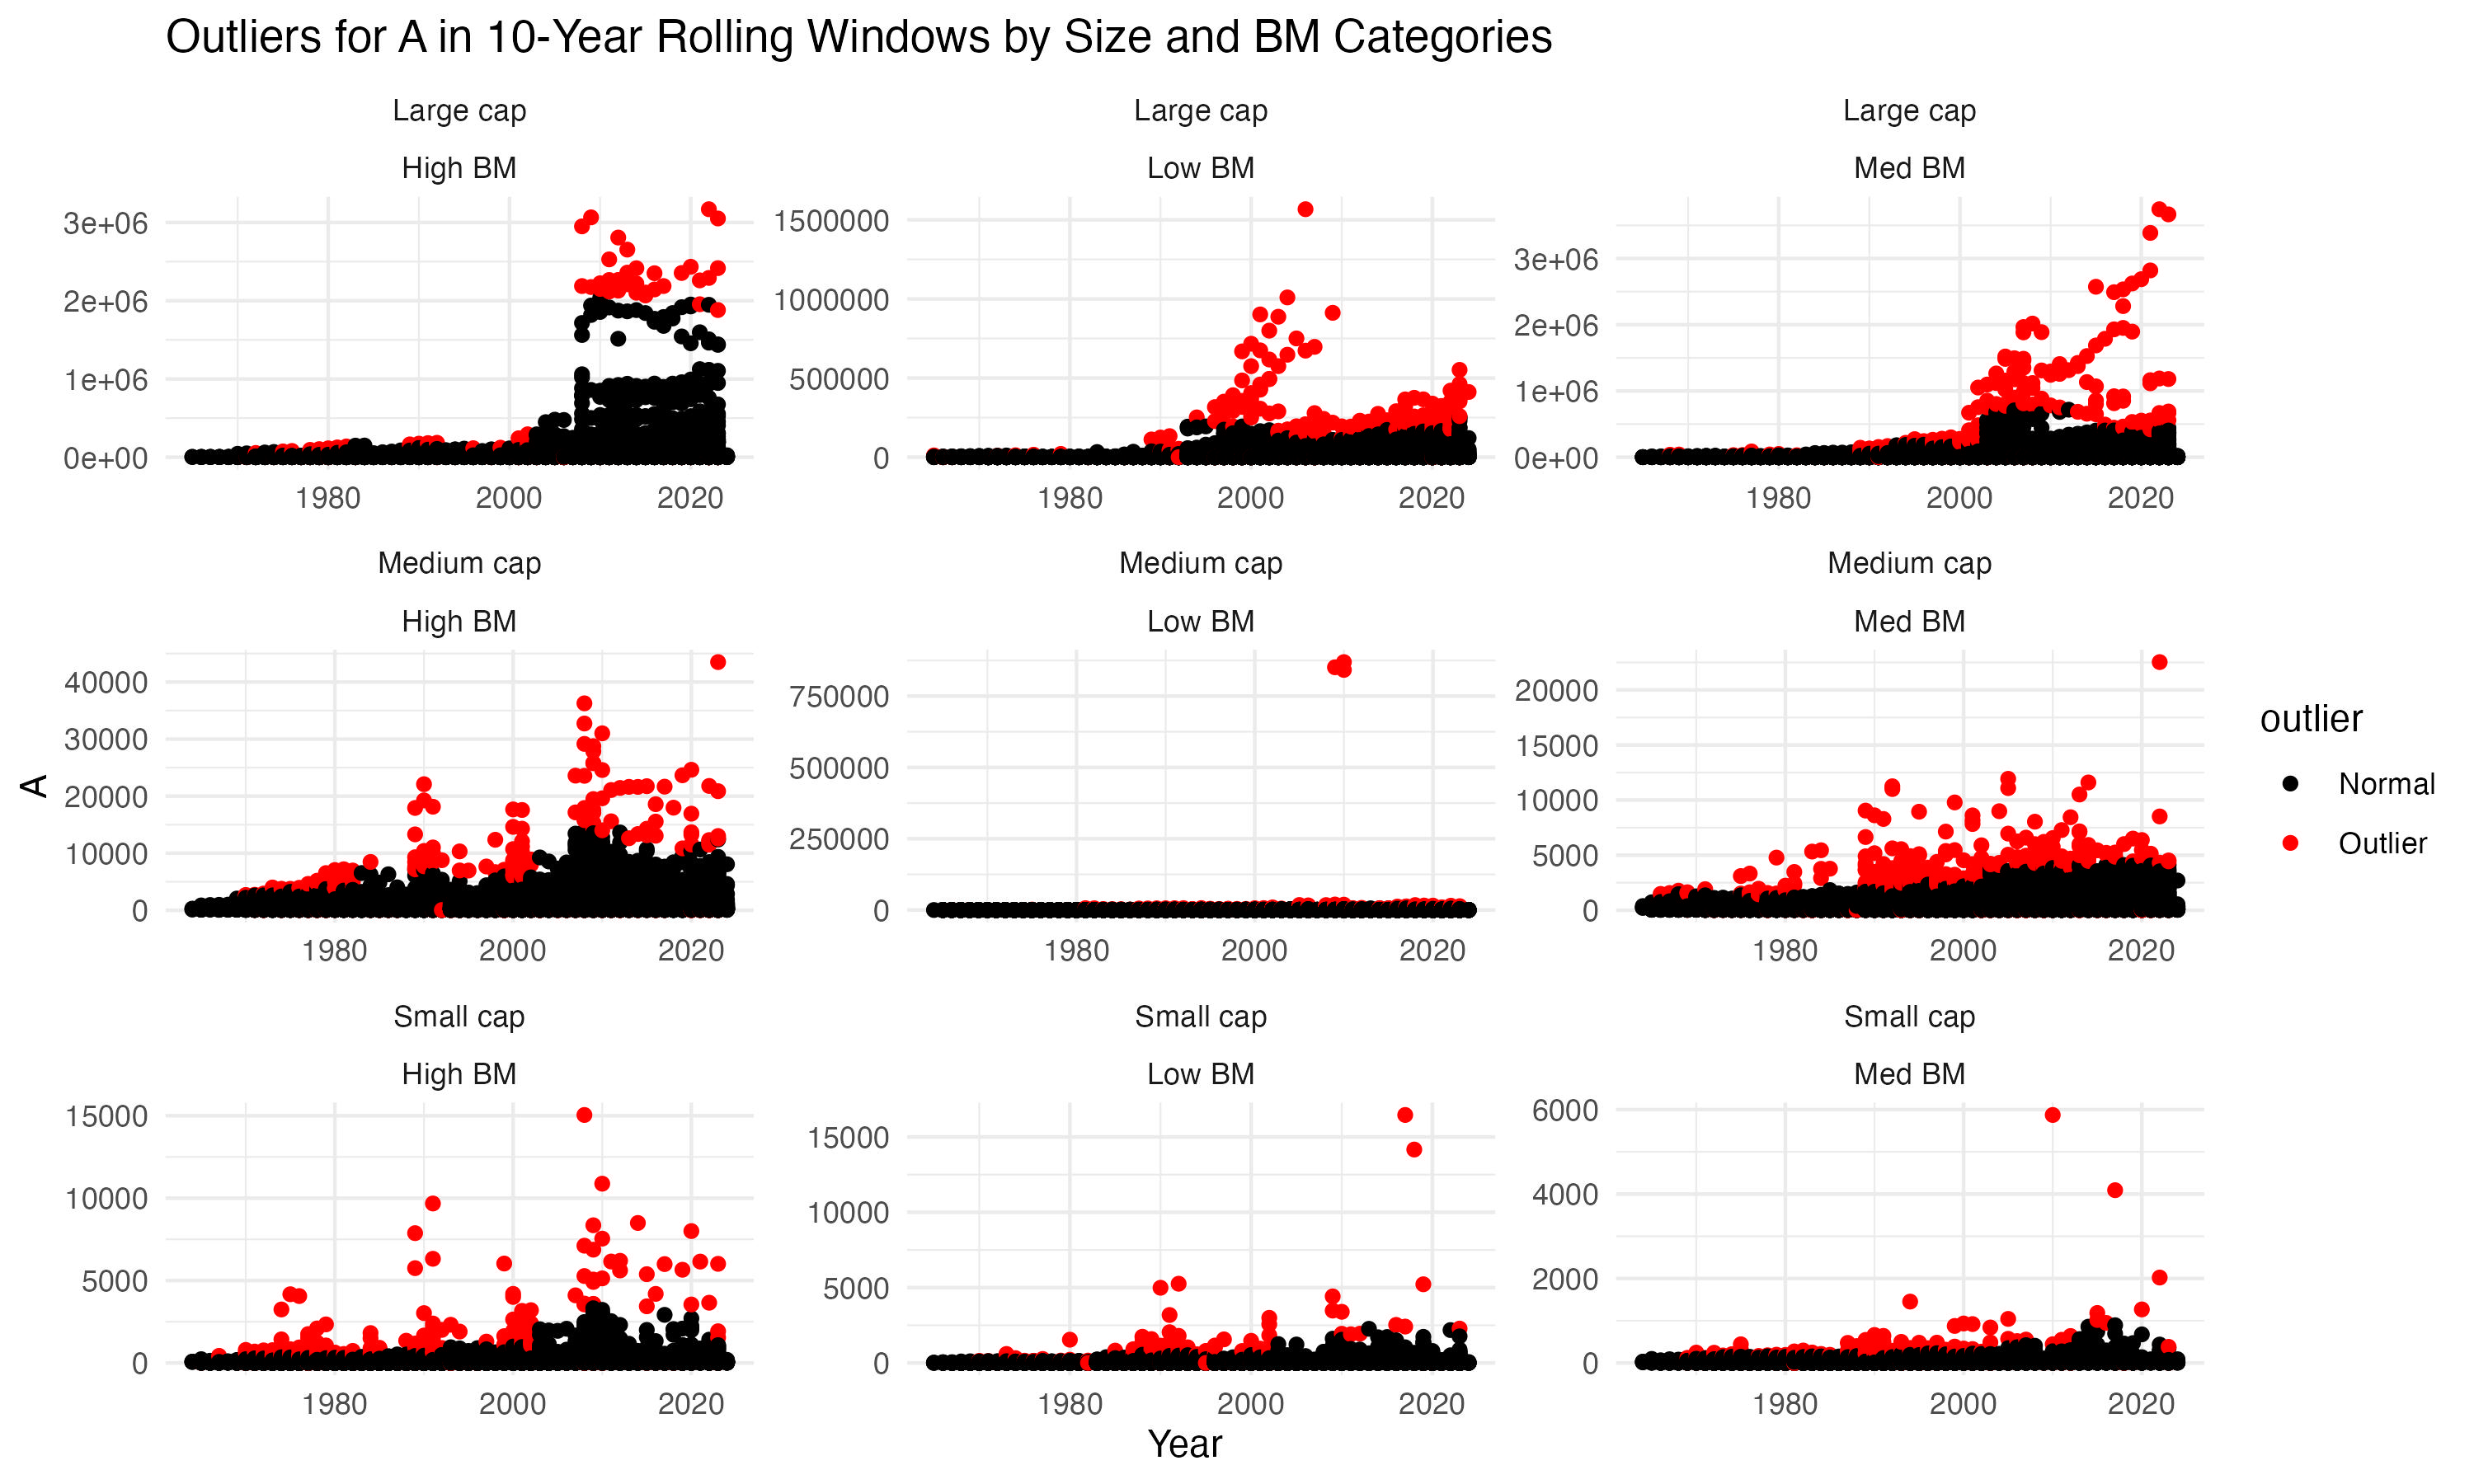 Outliers for A in 10-Year Rolling Windows by Size and BM Categories
Large cap
High BM
3e+06
2e+06
1e+06
0e+00
1980 2000 2020
Large cap
Low BM
1500000
1000000
500000
0
1980 2000 2020
Large cap
Med BM
3e+06
2e+06
1e+06
0e+00
1980 2000 2020
A
Medium cap
High BM
40000
30000
20000
10000
0
1980 2000 2020
Medium cap
Low BM
750000
500000
250000
0
1980 2000 2020
Medium cap
Med BM
20000
15000
10000
5000
0
1980 2000 2020
Small cap
High BM
15000
10000
5000
0
1980 2000 2020
Small cap
Low BM
15000
10000
5000
0
1980 2000 2020
Small cap
Med BM
6000
4000
2000
0
1980 2000 2020
Year
outlier
Normal
Outlier